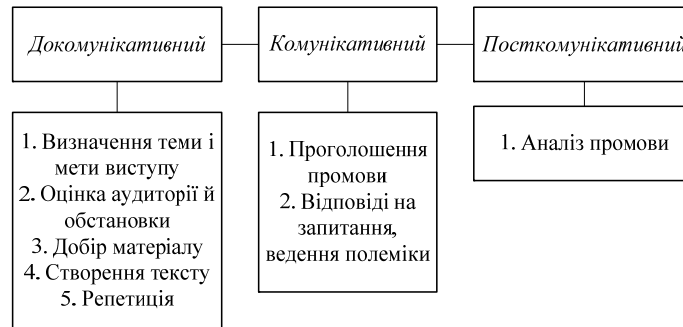 Докомунікативний
Комунікативний
Посткомунікативний
1. Визначення теми і
мети виступу
2. Оцінка аудиторії й
обстановки
3. Добір матеріалу
4. Створення тексту
5. Репетиція
1. Проголошення
промови
2. Відповіді на
запитання,
ведення полеміки
1. Аналіз промови